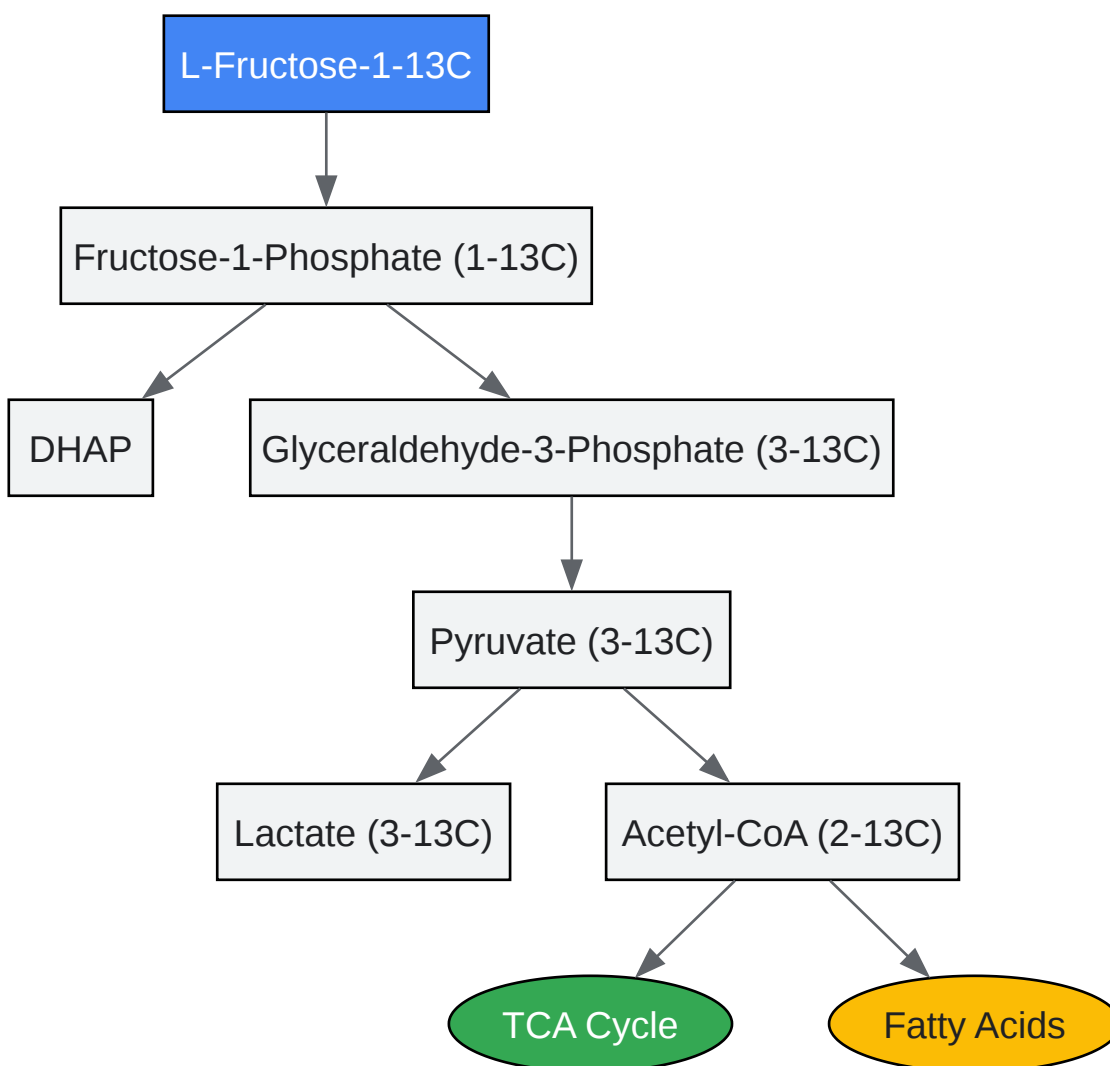 L-Fructose-1-13C
Fructose-1-Phosphate (1-13C)
DHAP
Glyceraldehyde-3-Phosphate (3-13C)
Pyruvate (3-13C)
Lactate (3-13C)
Acetyl-CoA (2-13C)
TCA Cycle
Fatty Acids